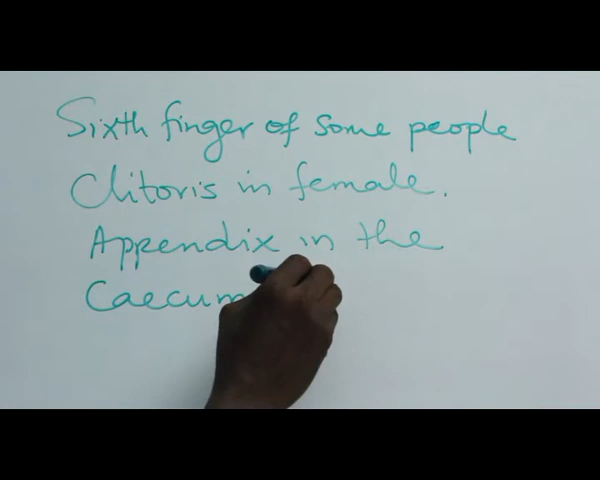 Sixth finger of some people
Clitoris in female.
Appendix in the
Caecum